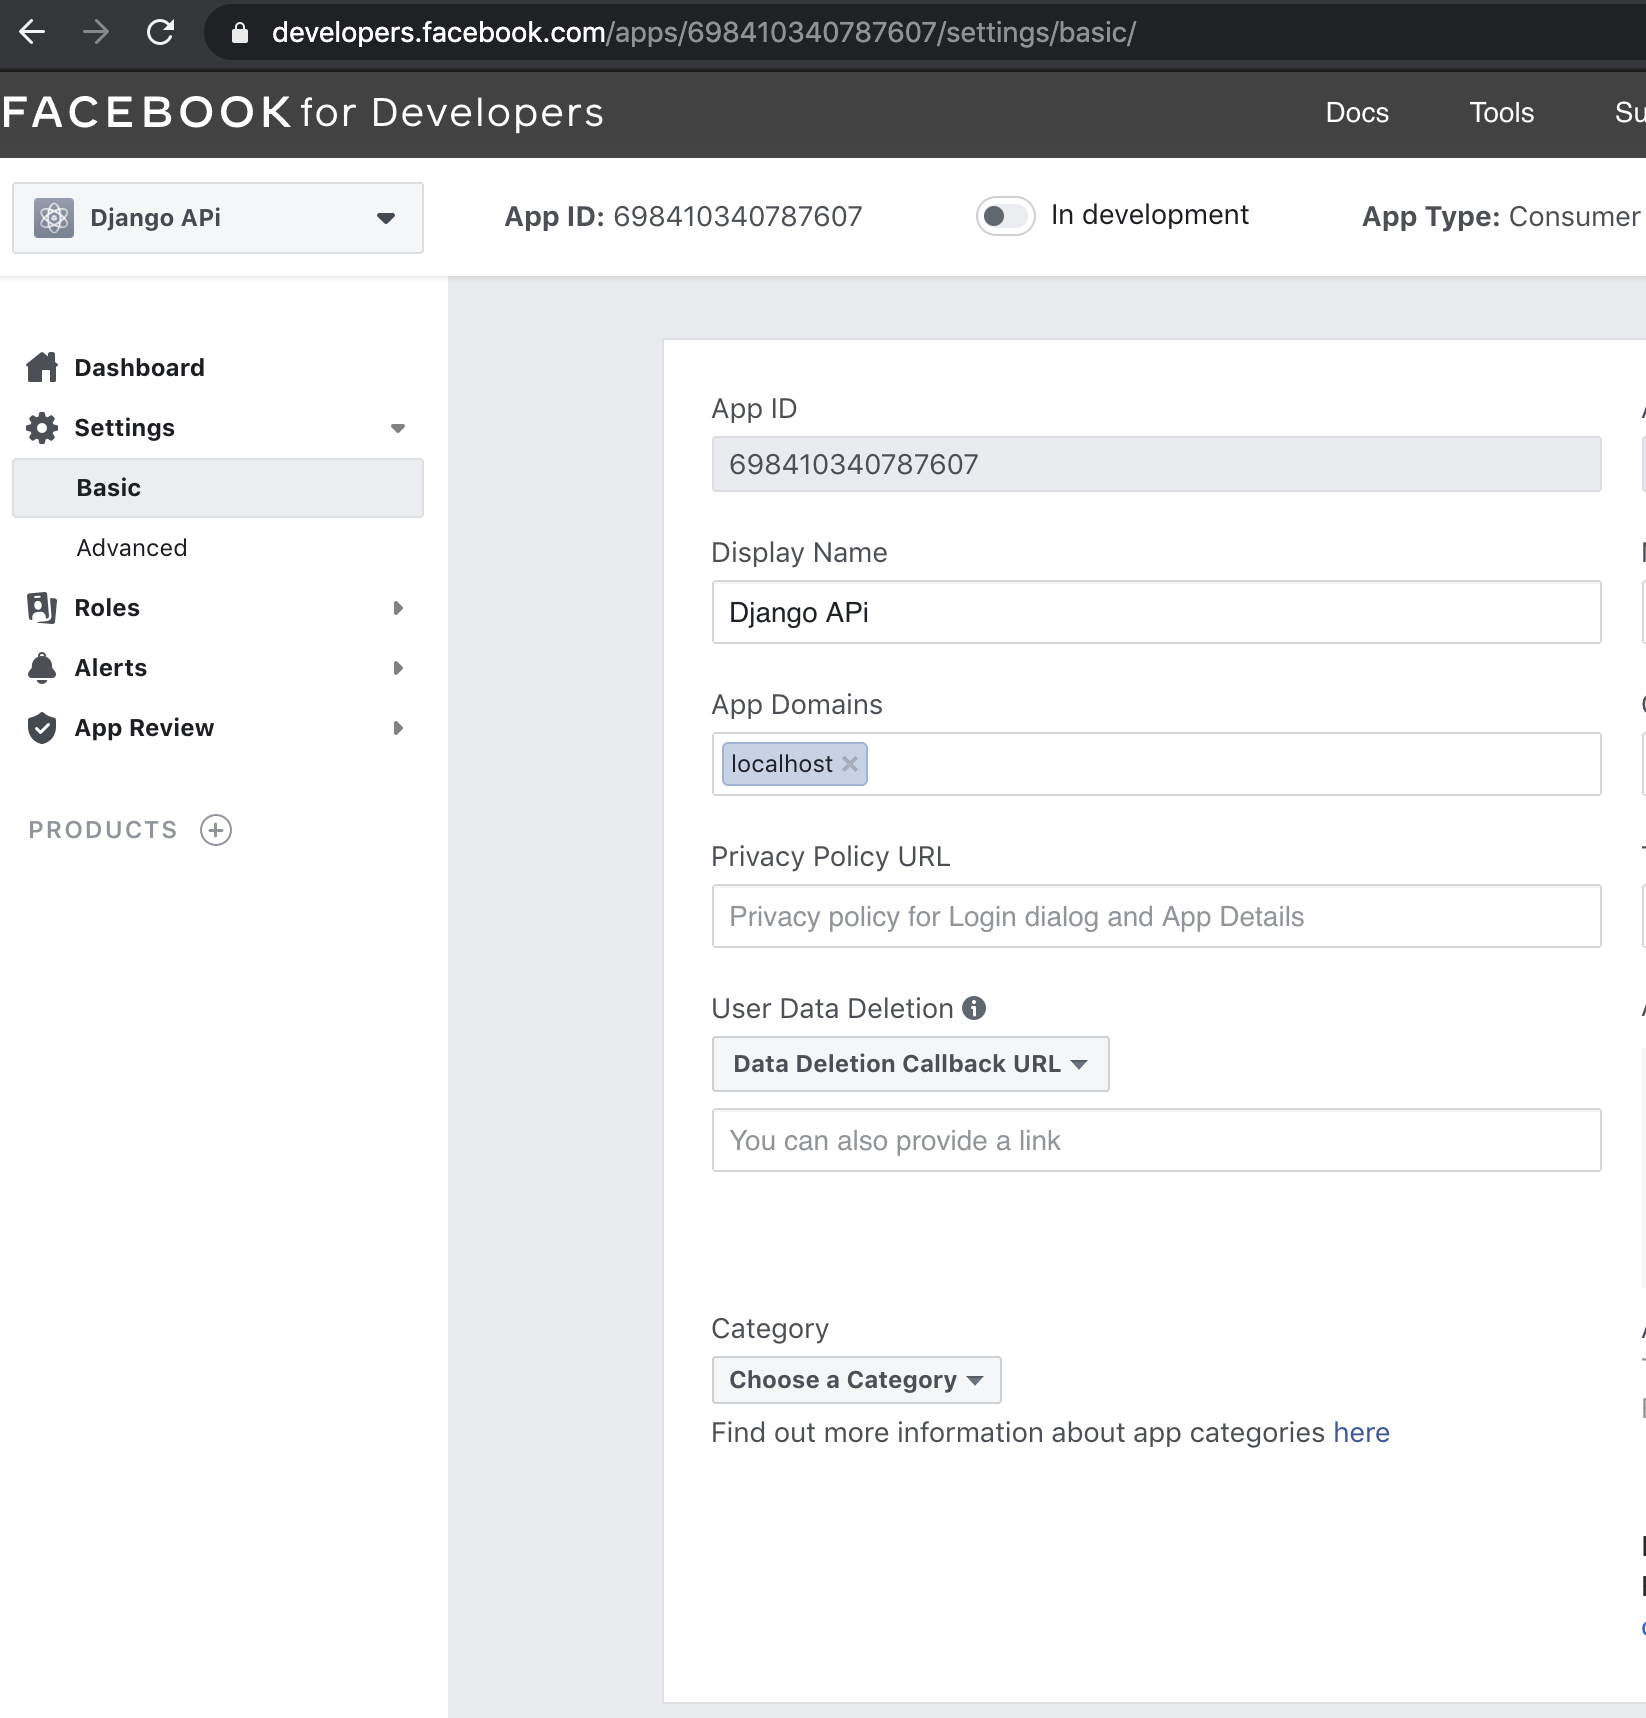 developers.facebook.com/apps/698410340787607/settings/basic/
FACEBOOK for Developers
Docs
Tools
Django APi
App ID: 698410340787607
In development
App Type: Consumer
Dashboard
Settings
Basic
Advanced
Roles
Alerts
App Review
PRODUCTS
App ID
698410340787607
Display Name
Django APi
App Domains
localhost
Privacy Policy URL
Privacy policy for Login dialog and App Details
User Data Deletion
Data Deletion Callback URL
You can also provide a link
Category
Choose a Category
Find out more information about app categories here